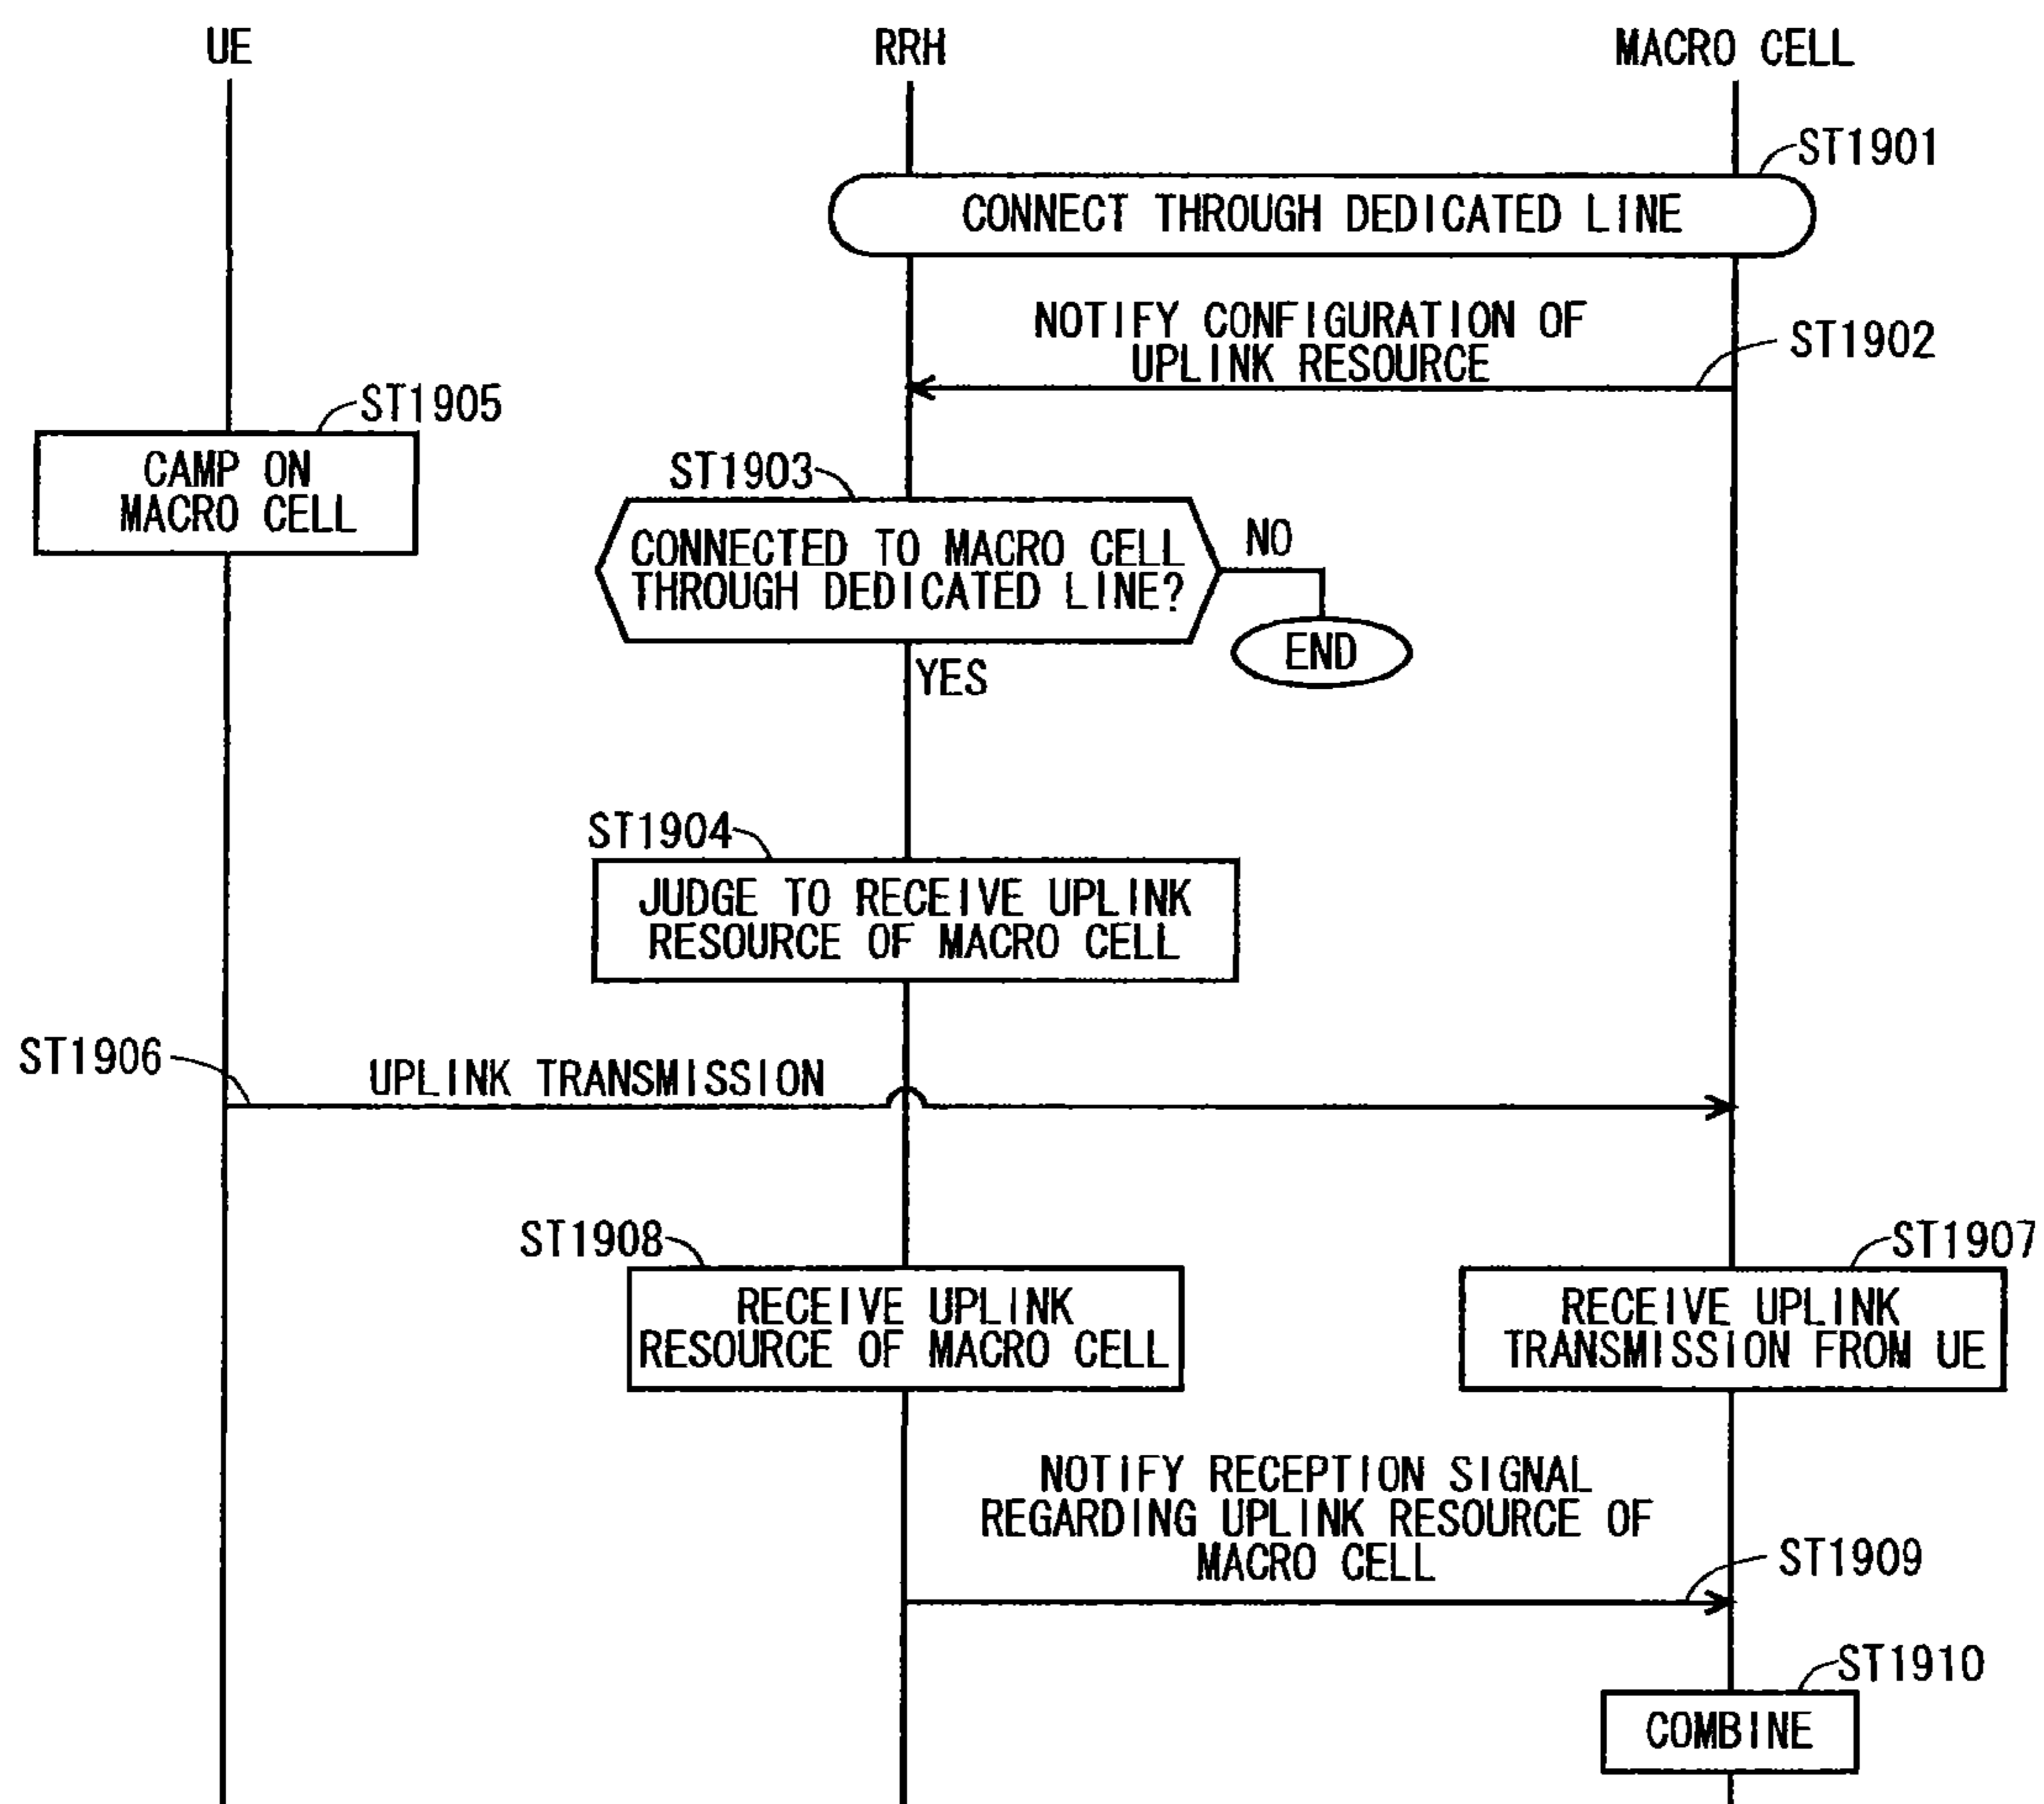 UE
RRH
MACRO CELL
ST1901
CONNECT THROUGH DEDICATED LINE
NOTIFY CONFIGURATION OF
UPLINK RESOURCE
ST1902
ST1905
CAMP ON
MACRO CELL
ST1903
CONNECTED TO MACRO CELL
THROUGH DEDICATED LINE?
NO
END
YES
ST1904
JUDGE TO RECEIVE UPLINK
RESOURCE OF MACRO CELL
ST1906
UPLINK TRANSMISSION
ST1908
RECEIVE UPLINK
RESOURCE OF MACRO CELL
ST1907
RECEIVE UPLINK
TRANSMISSION FROM UE
NOTIFY RECEPTION SIGNAL
REGARDING UPLINK RESOURCE OF
MACRO CELL
ST1909
ST1910
COMBINE